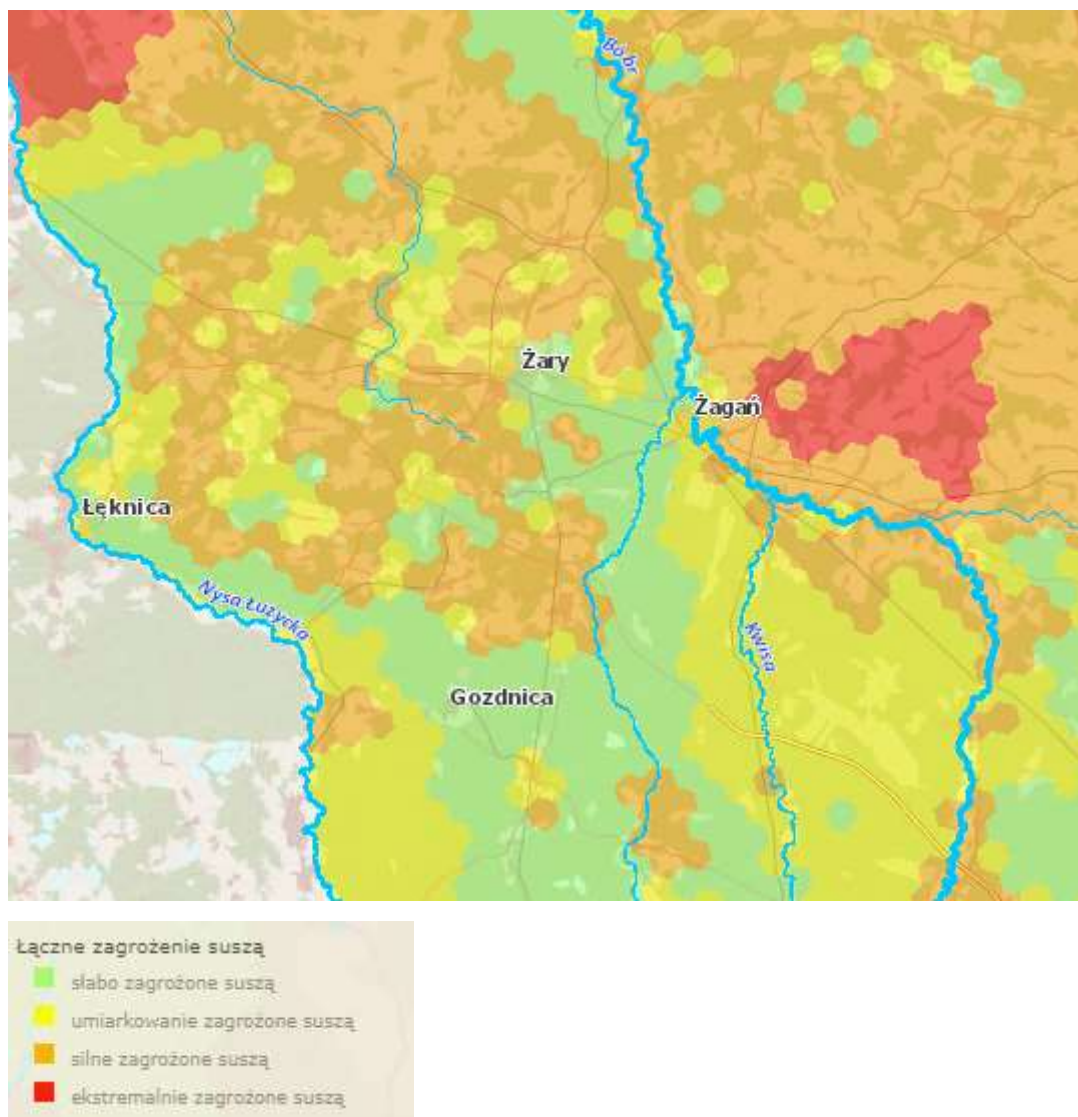 Bóbr
Żary
Żagań
Łęknica
Nysa Łużycka
Kwisa
Gozdnica
Łączne zagrożenie suszą
słabo zagrożone suszą
umiarkowanie zagrożone suszą
silne zagrożone suszą
ekstremalnie zagrożone suszą